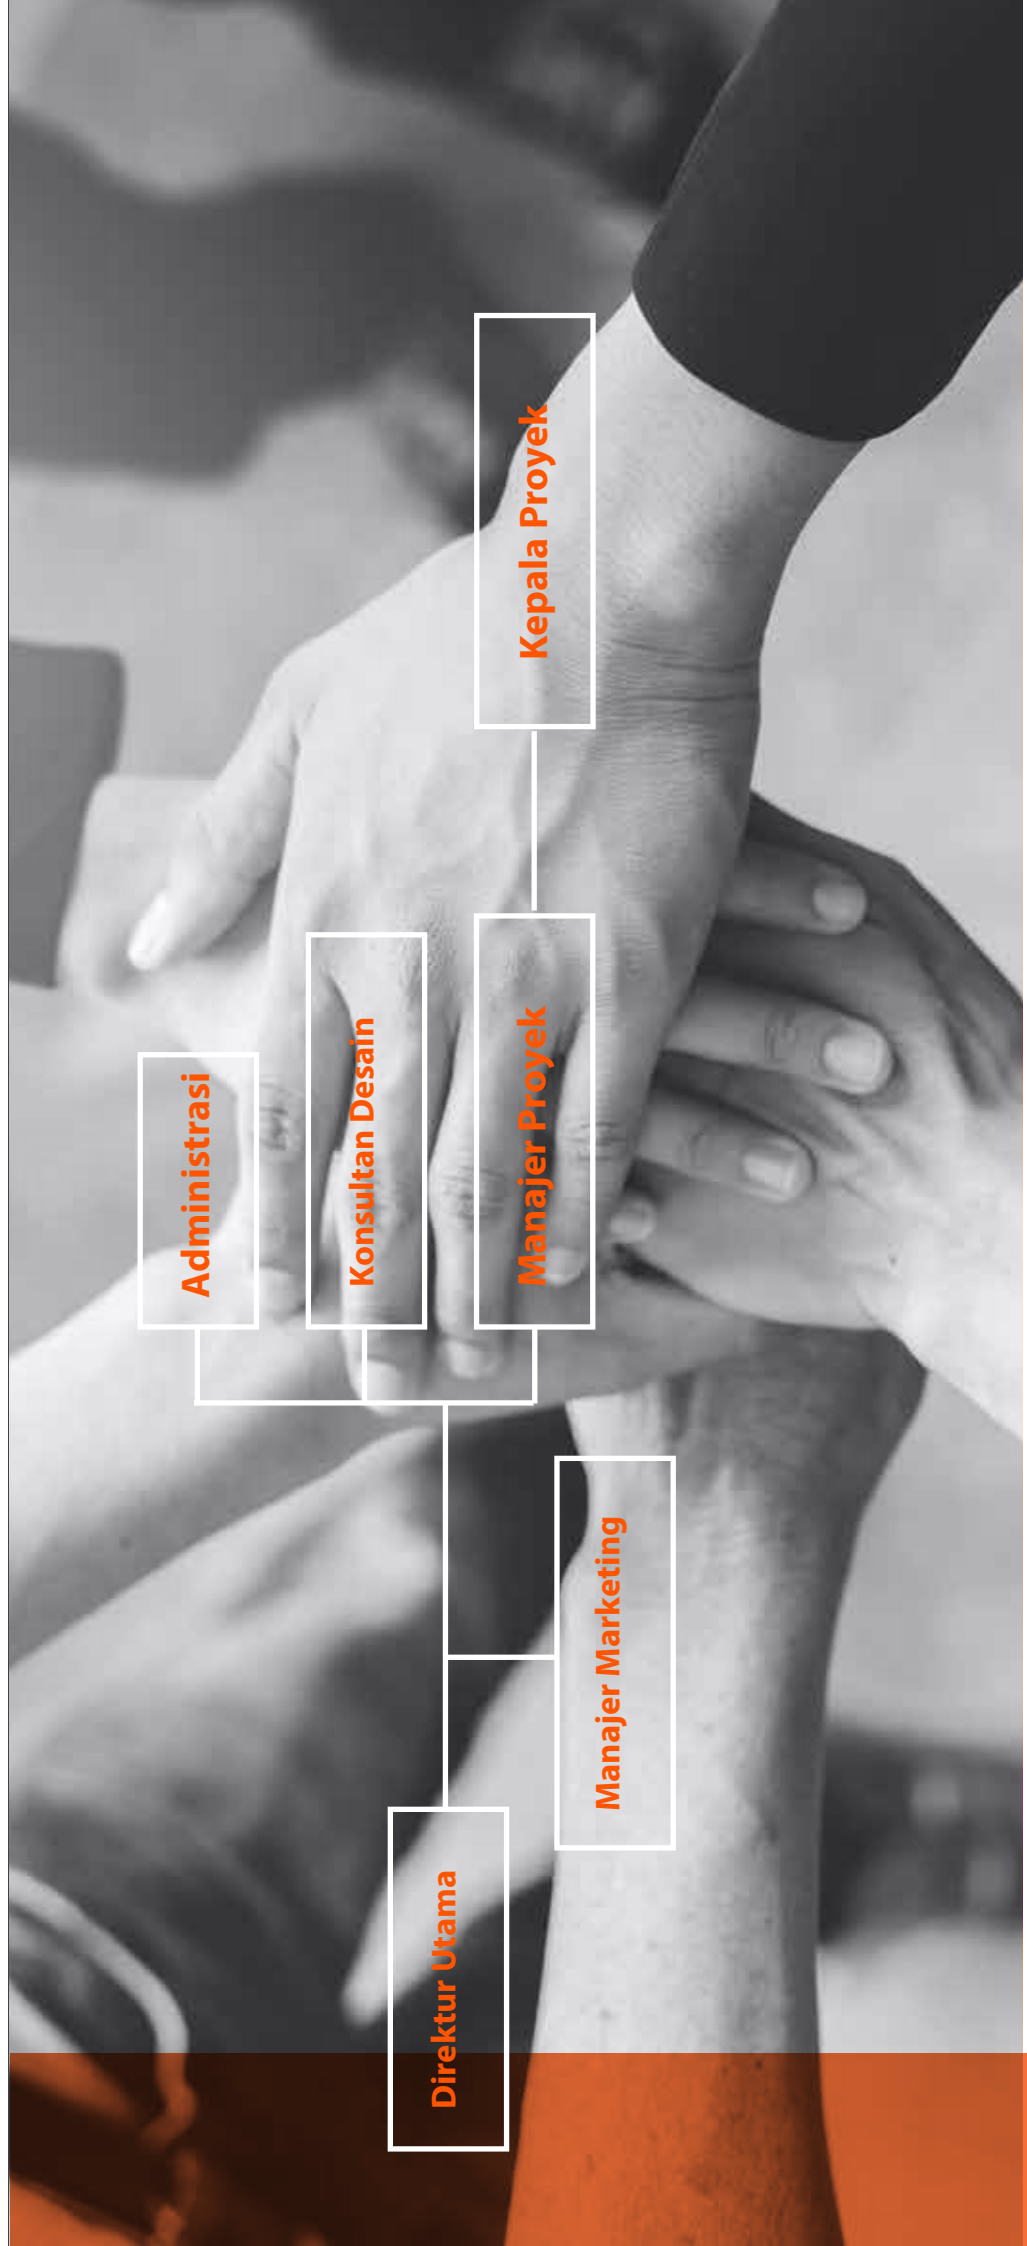 Direktur Utama
Manajer Marketing
Administrasi
Konsultan Desain
Manajer Proyek
Kepala Proyek